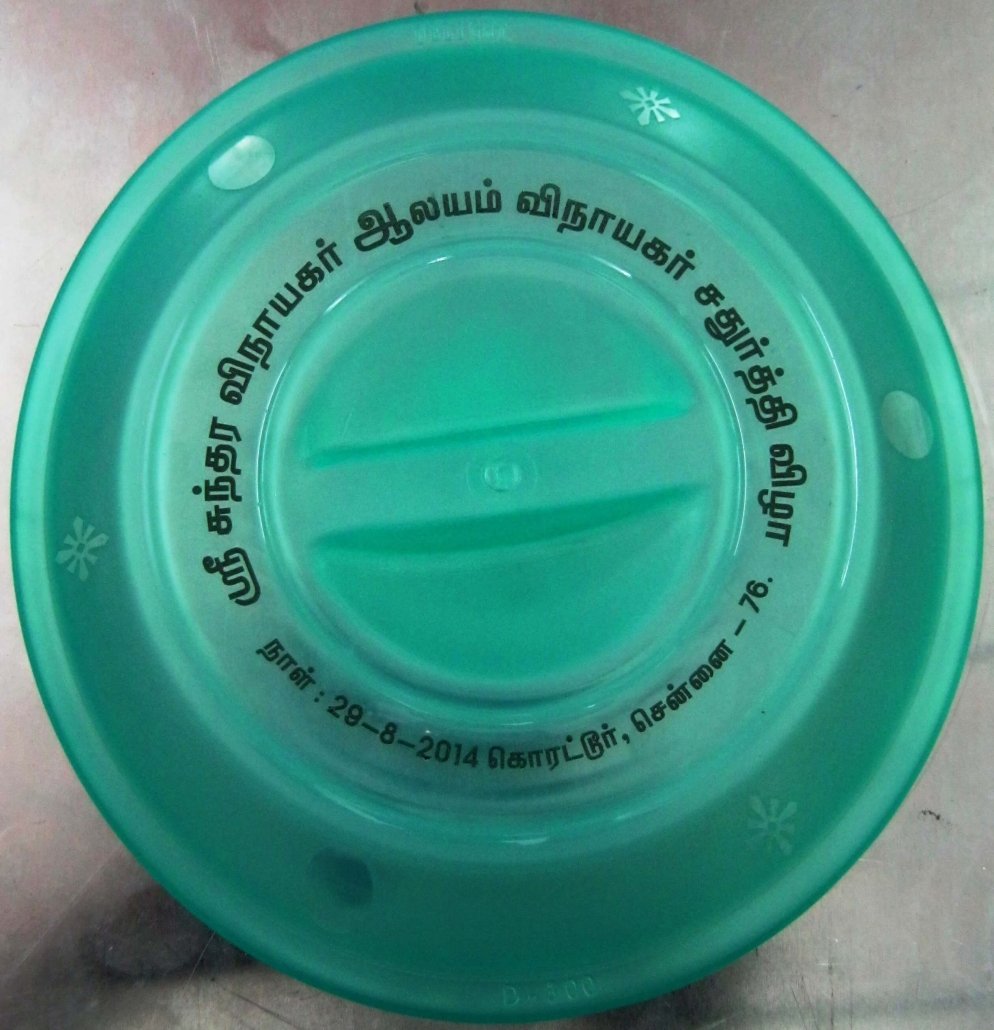 ஸ்ரீ சுந்தர விநாயகர் ஆலயம் விநாயகர் சதுர்த்தி விழா
நாள் : 29-8-2014 கொரட்டூர், சென்னை - 76.